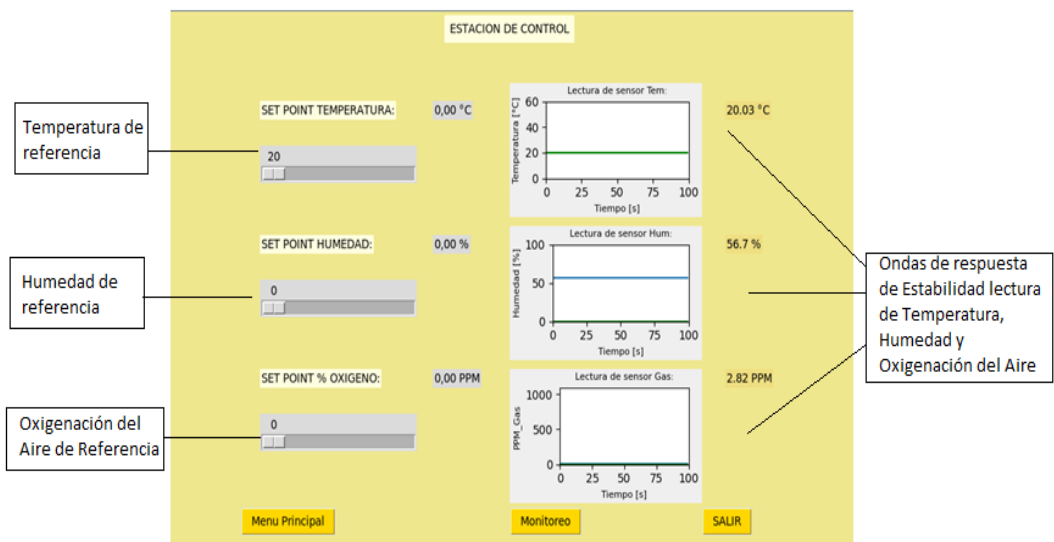 ESTACION DE CONTROL
Temperatura de
referencia
SET POINT TEMPERATURA:
0,00 °C
20
Lectura de sensor Tem:
Temperatura [°C]
60
40
20
0
0 25 50 75 100
Tiempo [s]
20.03 °C
Humedad de
referencia
SET POINT HUMEDAD:
0,00 %
0
Lectura de sensor Hum:
Humedad [%]
100
50
0
0 25 50 75 100
Tiempo [s]
56.7 %
Ondas de respuesta
de Estabilidad lectura
de Temperatura,
Humedad y
Oxigenación del Aire
Oxigenación del
Aire de Referencia
SET POINT % OXIGENO:
0,00 PPM
0
Lectura de sensor Gas:
PPM_Gas
1000
500
0
0 25 50 75 100
Tiempo [s]
2.82 PPM
Menu Principal
Monitoreo
SALIR